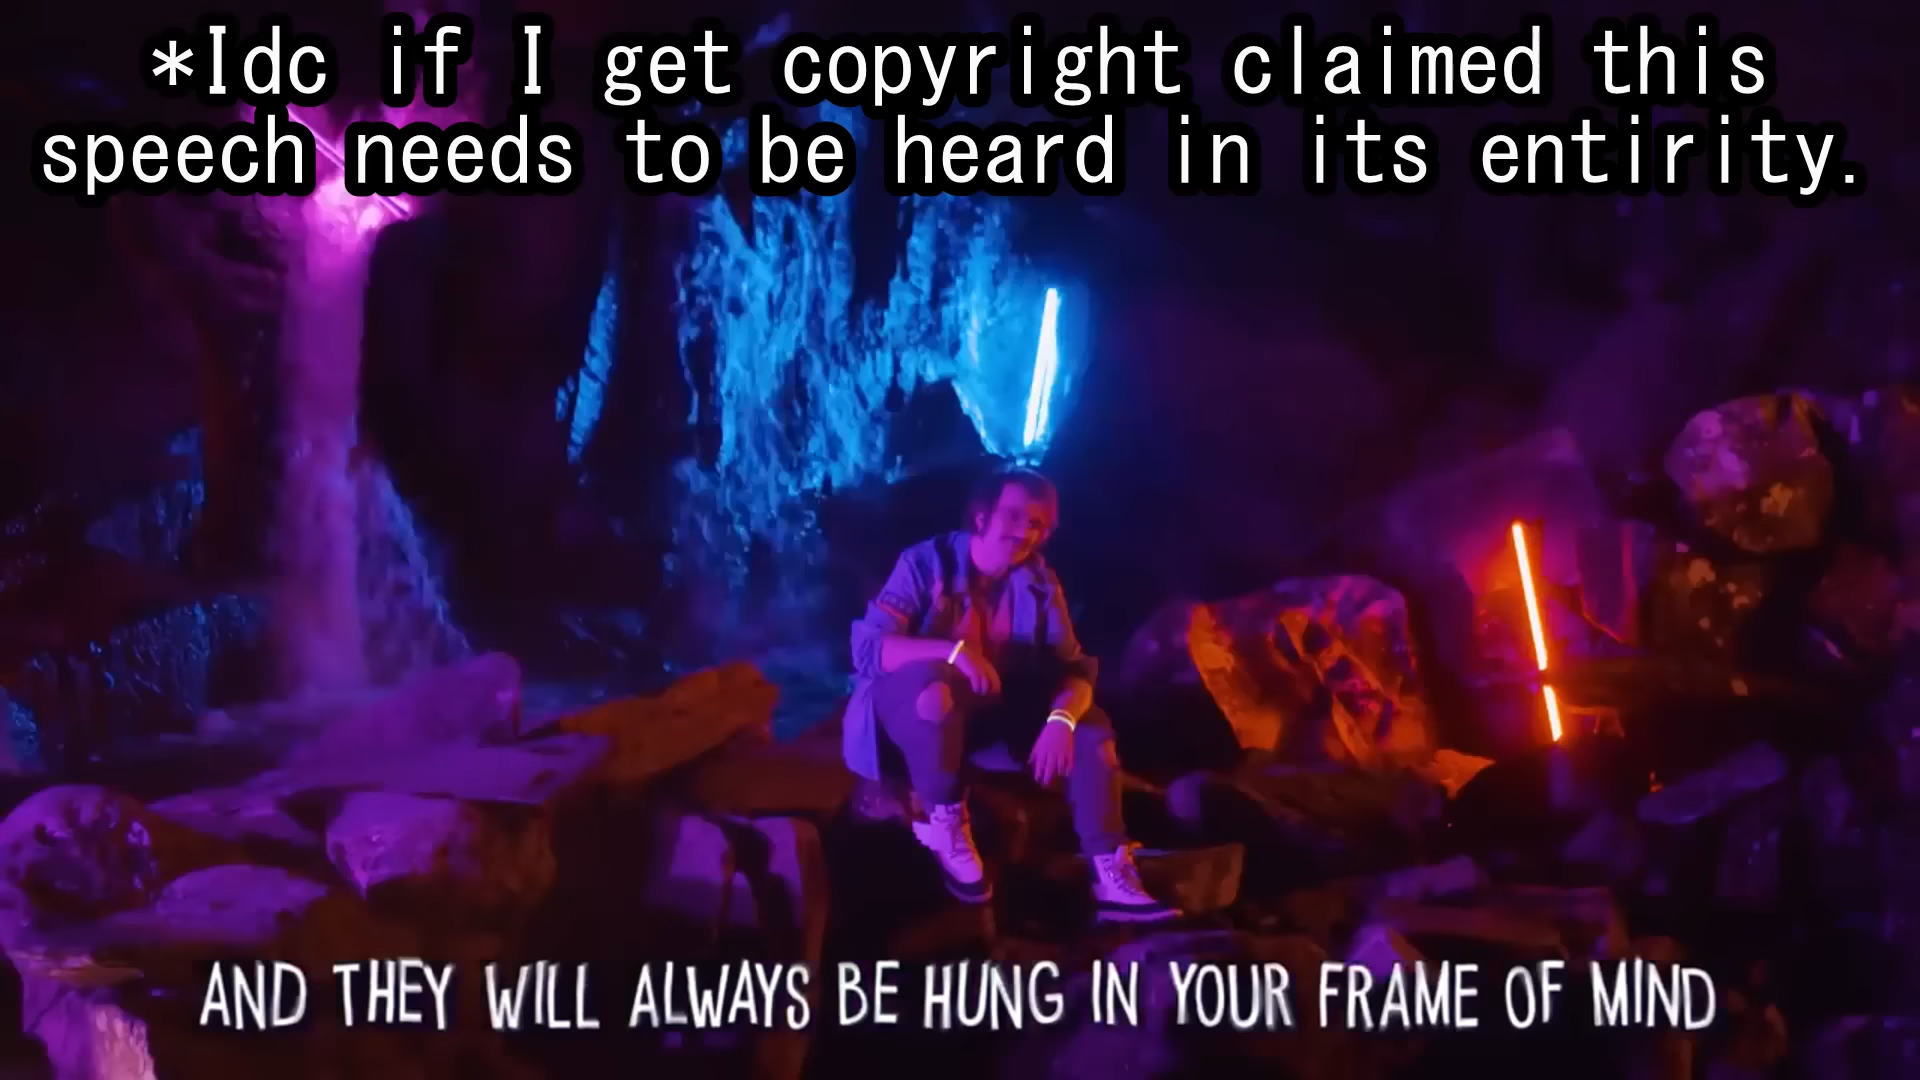 *Idc if I get copyright claimed this
speech needs to be heard in its entirity.
AND THEY WILL ALWAYS BE HUNG IN YOUR FRAME OF MIND